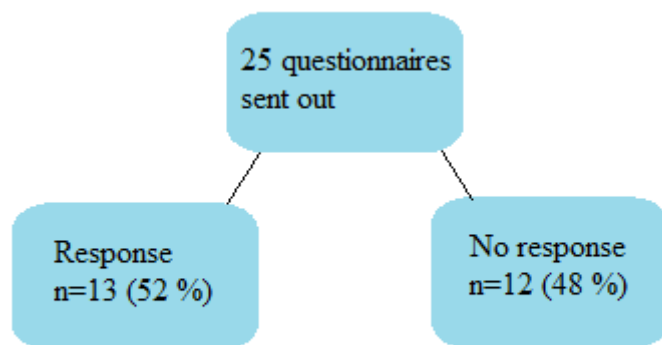 25 questionnaires
sent out
Response
n=13 (52 %)
No response
n=12 (48 %)